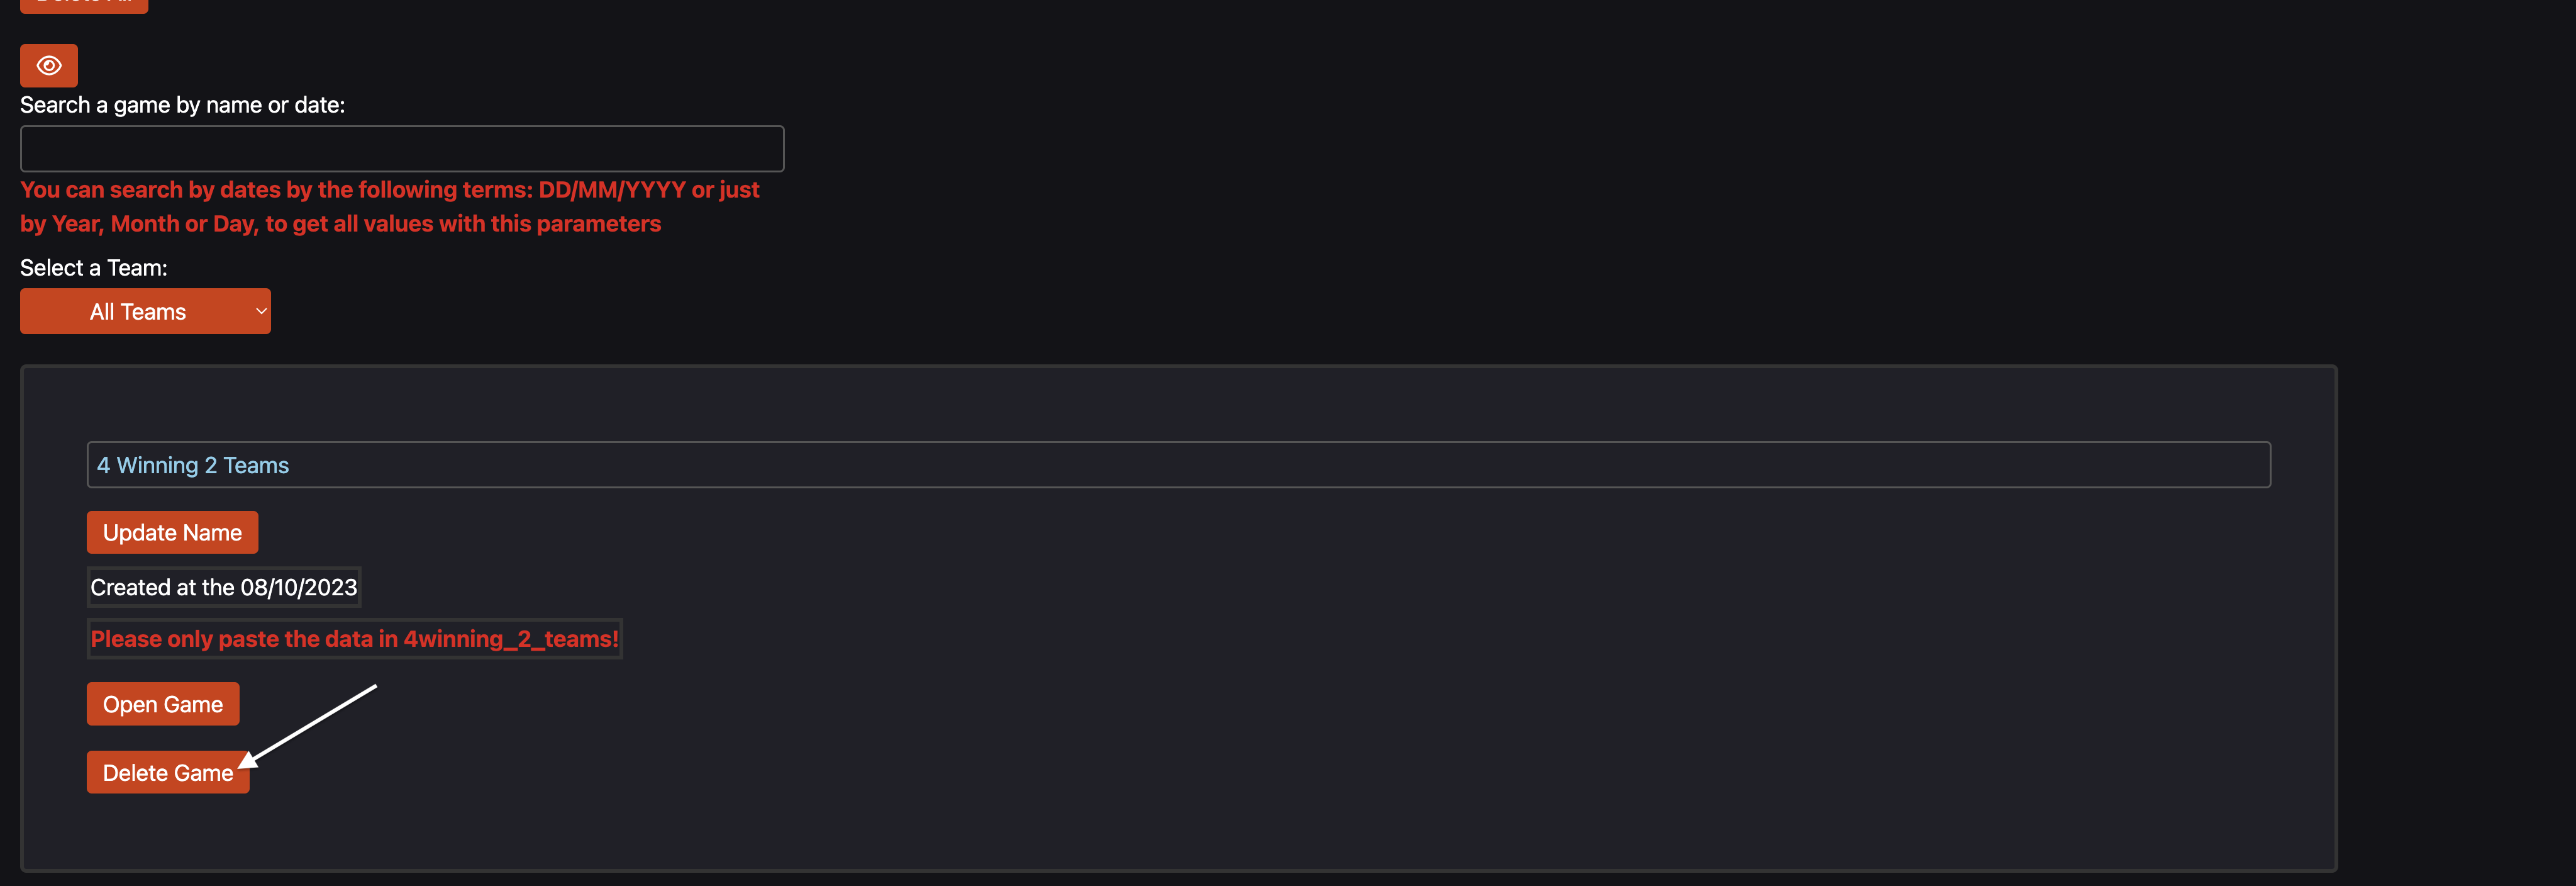 Search a game by name or date:
You can search by dates by the following terms: DD/MM/YYYY or just
by Year, Month or Day, to get all values with this parameters
Select a Team:
All Teams
4 Winning 2 Teams
Update Name
Created at the 08/10/2023
Please only paste the data in 4winning_2_teams!
Open Game
Delete Game